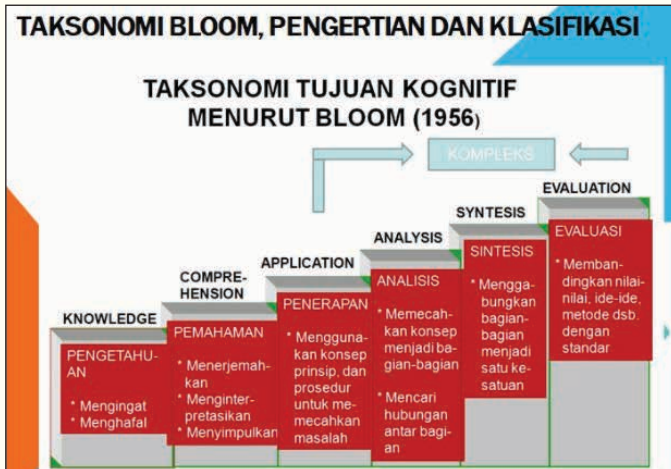 TAKSONOMI BLOOM, PENGERTIAN DAN KLASIFIKASI
TAKSONOMI TUJUAN KOGNITIF
MENURUT BLOOM (1956)
KOMPLEKS
KNOWLEDGE
PENGETAHU-
AN
* Mengingat
* Menghafal
COMPRE-
HENSION
PEMAHAMAN
* Menerjemah-
kan
* Menginter-
pretasikan
* Menyimpulkan
APPLICATION
PENERAPAN
* Mengguna-
kan konsep
prinsip, dan
prosedur
untuk me-
mecahkan
masalah
ANALYSIS
ANALISIS
* Memecah-
kan konsep
menjadi ba-
gian-bagian
* Mencari
hubungan
antar bagi-
an
SYNTESIS
SINTESIS
* Mengga-
bungkan
bagian-
bagian
menjadi
satu ke-
satuan
EVALUATION
EVALUASI
* Memban-
dingkan nilai-
nilai, ide-ide,
metode dsb.
dengan
standar